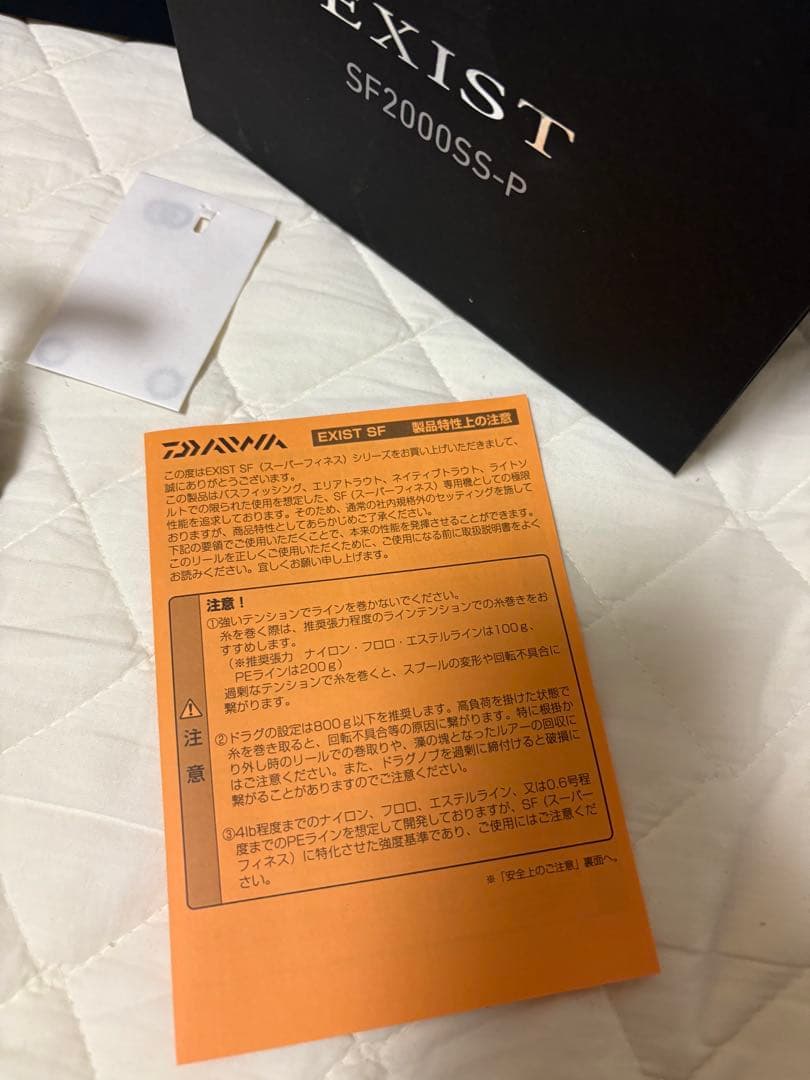 EXIST
SF2000SS-P
DAIWA EXIST SF 製品特性上の注意
この度はEXIST SF（スーパーフィネス）シリーズをお買い上げいただきまして、
誠にありがとうございます。
この製品はバスフィッシング、エリアトラウト、ネイティブトラウト、ライトソ
ルトでの限られた使用を想定した、SF（スーパーフィネス）専用機としての極限
性能を追求しております。そのため、通常の社内規格外のセッティングを施して
おりますが、商品特性としてあらかじめご了承ください。
下記の要領でご使用いただくことで、本来の性能を発揮させることができます。
このリールを正しくご使用いただくために、ご使用になる前に取扱説明書をよく
お読みください。宜しくお願い申し上げます。
注意
注意！
①強いテンションでラインを巻かないでください。
糸を巻く際は、推奨張力程度のラインテンションでの糸巻きをお
すすめします。
（※推奨張力 ナイロン・フロロ・エステルラインは100g、
PEラインは200g）
過剰なテンションで糸を巻くと、スプールの変形や回転不具合に
繋がります。
②ドラグの設定は800g以下を推奨します。高負荷を掛けた状態で
糸を巻き取ると、回転不具合等の原因に繋がります。特に根掛か
り外し時のリールでの巻取りや、藻の塊となったルアーの回収に
はご注意ください。また、ドラグノブを過剰に締付けると破損に
繋がることがありますのでご注意ください。
③4lb程度までのナイロン、フロロ、エステルライン、又は0.6号程
度までのPEラインを想定して開発しておりますが、SF（スーパー
フィネス）に特化させた強度基準であり、ご使用にはご注意くだ
さい。
※「安全上のご注意」裏面へ。